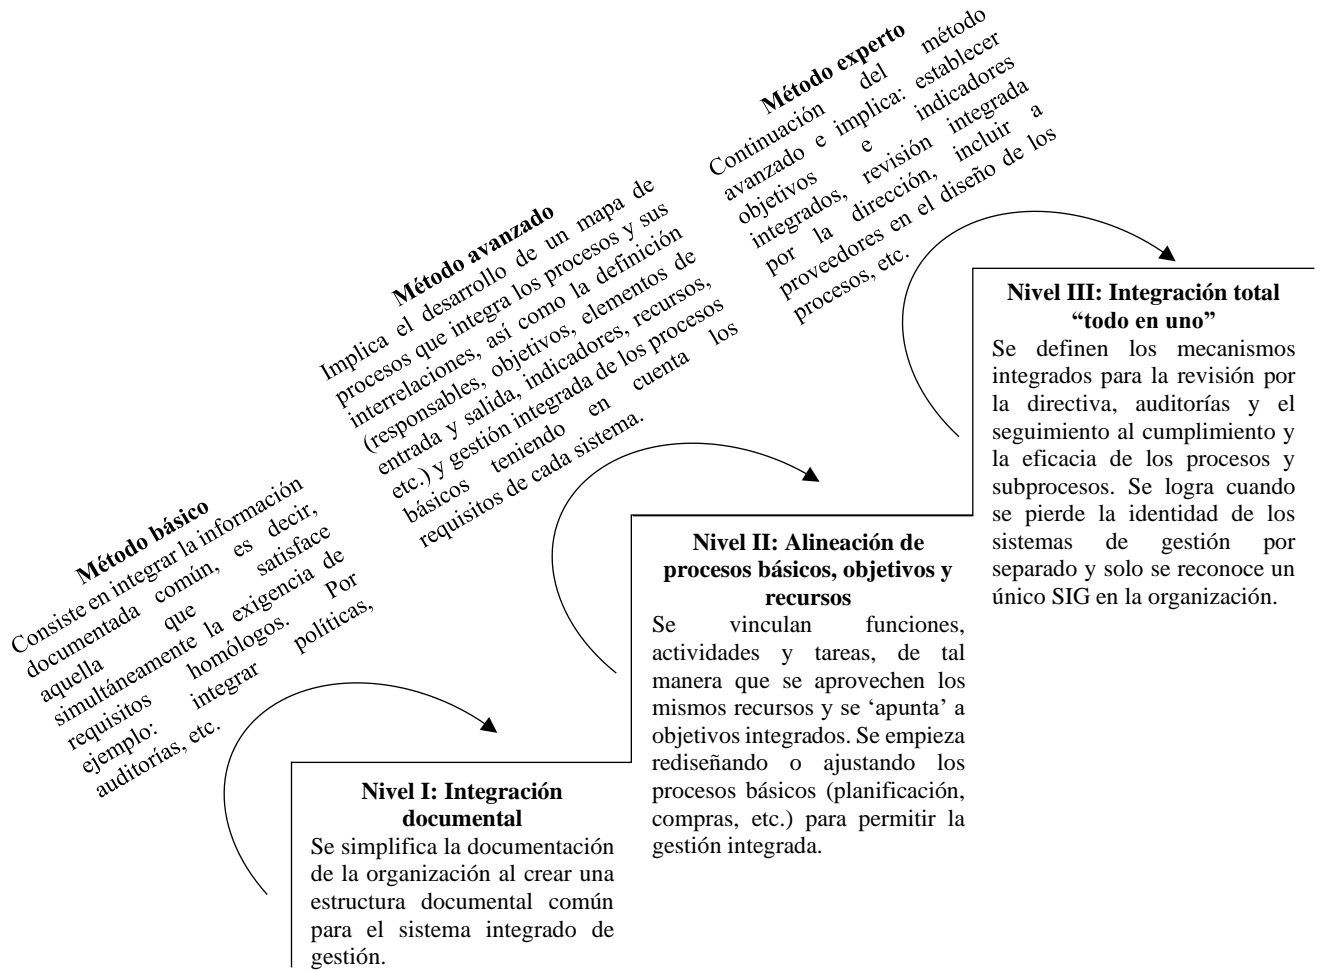 Método básico
Consiste en integrar la información
documentada común, es decir,
aquella que satisface
simultáneamente la exigencia de
requisitos homólogos. Por
ejemplo: integrar políticas,
auditorías, etc.
Nivel I: Integración
documental
Se simplifica la documentación
de la organización al crear una
estructura documental común
para el sistema integrado de
gestión.
Método avanzado
Implica el desarrollo de un mapa de
procesos que integra los procesos y sus
interrelaciones, así como la definición
(responsables, objetivos, elementos de
entrada y salida, indicadores, recursos,
etc.) y gestión integrada de los procesos
básicos teniendo en cuenta los
requisitos de cada sistema.
Nivel II: Alineación de
procesos básicos, objetivos y
recursos
Se vinculan funciones,
actividades y tareas, de tal
manera que se aprovechen los
mismos recursos y se ‘apunta’ a
objetivos integrados. Se empieza
rediseñando o ajustando los
procesos básicos (planificación,
compras, etc.) para permitir la
gestión integrada.
Método experto
Continuación del método
avanzado e implica: establecer
objetivos e indicadores
integrados, revisión integrada
por la dirección, incluir a
proveedores en el diseño de los
procesos, etc.
Nivel III: Integración total
“todo en uno”
Se definen los mecanismos
integrados para la revisión por
la directiva, auditorías y el
seguimiento al cumplimiento y
la eficacia de los procesos y
subprocesos. Se logra cuando
se pierde la identidad de los
sistemas de gestión por
separado y solo se reconoce un
único SIG en la organización.